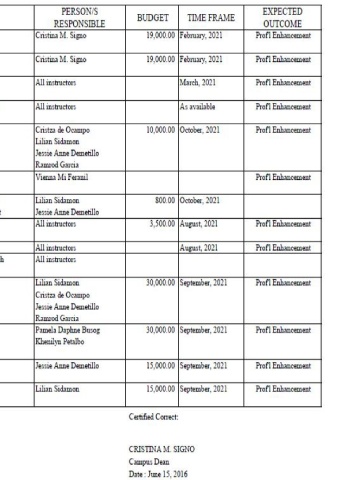 PERSON/S RESPONSIBLE BUDGET TIME FRAME EXPECTED OUTCOME
Cristina M. Signo 19,000.00 February, 2021 Prof'l Enhancement
Cristina M. Signo 19,000.00 February, 2021 Prof'l Enhancement
All instructors March, 2021 Prof'l Enhancement
All instructors As available Prof'l Enhancement
Cristza de Ocampo 10,000.00 October, 2021 Prof'l Enhancement
Lilian Sidamon
Jessie Anne Demetillo
Ramrod Garcia
Vienna Mi Feranil Prof'l Enhancement
Lilian Sidamon 800.00 October, 2021
Jessie Anne Demetillo
All instructors 3,500.00 August, 2021 Prof'l Enhancement
All instructors August, 2021 Prof'l Enhancement
h All instructors
Lilian Sidamon 30,000.00 September, 2021 Prof'l Enhancement
Cristza de Ocampo
Jessie Anne Demetillo
Ramrod Garcia
Pamela Daphne Busog 30,000.00 September, 2021 Prof'l Enhancement
Khenilyn Petalbo
Jessie Anne Demetillo 15,000.00 September, 2021 Prof'l Enhancement
Lilian Sidamon 15,000.00 September, 2021 Prof'l Enhancement
Certified Correct:
CRISTINA M. SIGNO
Campus Dean
Date : June 15, 2016